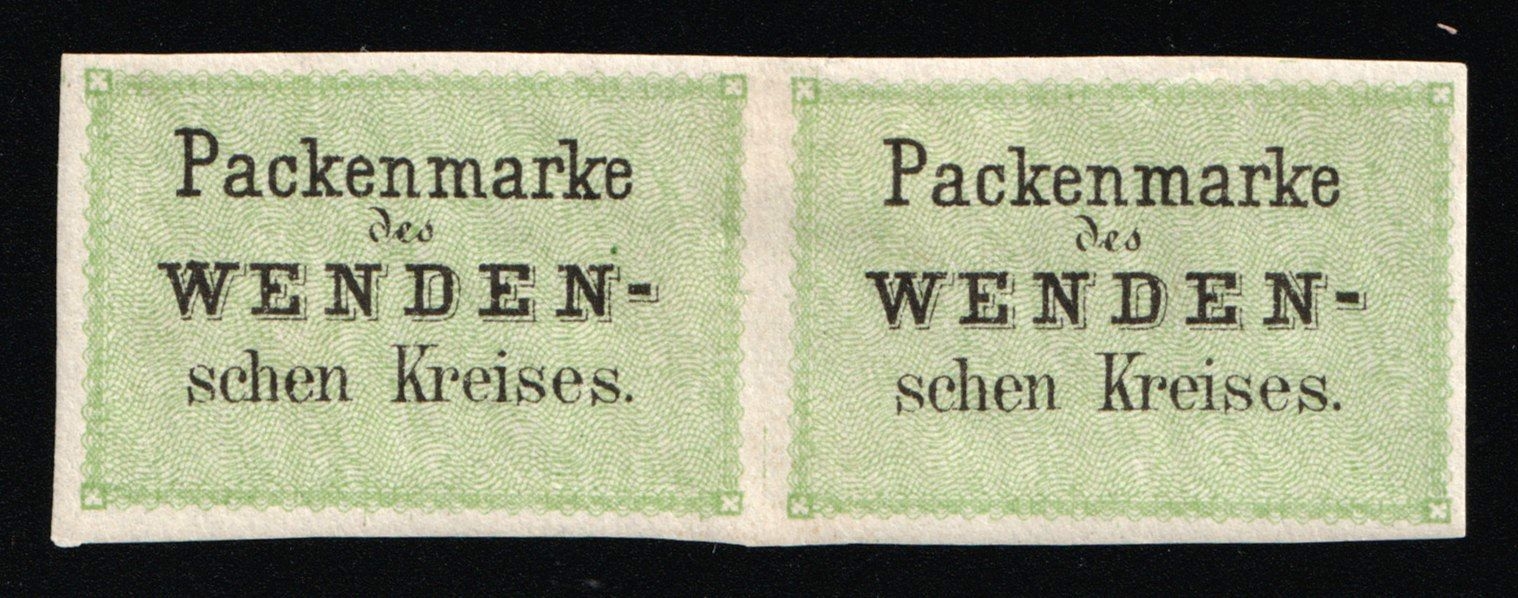 Packenmarke
des
WENDEN-
schen Kreises.
Packenmarke
des
WENDEN-
schen Kreises.